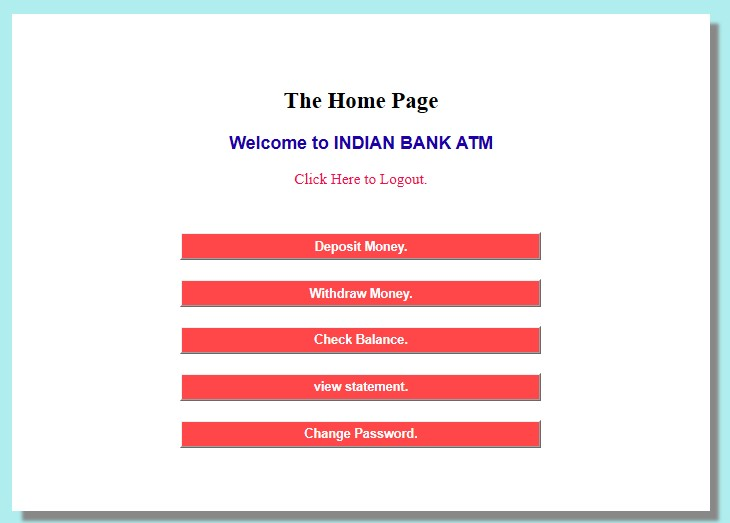 The Home Page
Welcome to INDIAN BANK ATM
Click Here to Logout.
Deposit Money.
Withdraw Money.
Check Balance.
view statement.
Change Password.